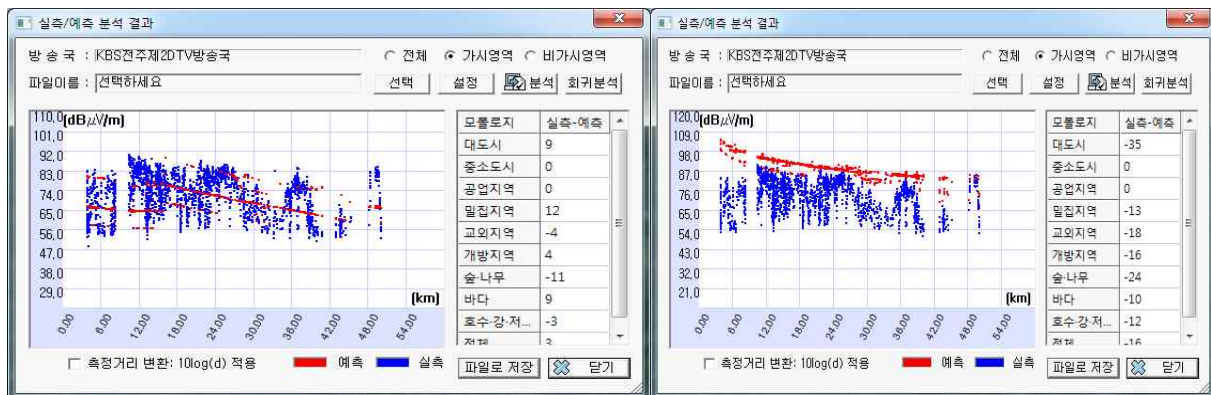 실측/예측 분석 결과
방 송 국 : KBS전주제2DTV방송국
전체 가시영역 비가시영역
파일이름 : 선택하세요
선택 설정 분석 회귀분석
110,0 (dBμV/m)
101,0
92,0
83,0
74,0
65,0
56,0
47,0
38,0
29,0
(km)
0,00 6,00 12,00 18,00 24,00 30,00 36,00 42,00 48,00 54,00
모폴로지 실측-예측
대도시 9
중소도시 0
공업지역 0
밀집지역 12
교외지역 -4
개방지역 4
숲·나무 -11
바다 9
호수·강·저... -3
전체 3
측정거리 변환: 10log(d) 적용
예측 실측
파일로 저장 닫기
실측/예측 분석 결과
방 송 국 : KBS전주제2DTV방송국
전체 가시영역 비가시영역
파일이름 : 선택하세요
선택 설정 분석 회귀분석
120,0 (dBμV/m)
109,0
98,0
87,0
76,0
65,0
54,0
43,0
32,0
21,0
(km)
0,00 6,00 12,00 18,00 24,00 30,00 36,00 42,00 48,00 54,00
모폴로지 실측-예측
대도시 -35
중소도시 0
공업지역 0
밀집지역 -13
교외지역 -18
개방지역 -16
숲·나무 -24
바다 -10
호수·강·저... -12
전체 -16
측정거리 변환: 10log(d) 적용
예측 실측
파일로 저장 닫기